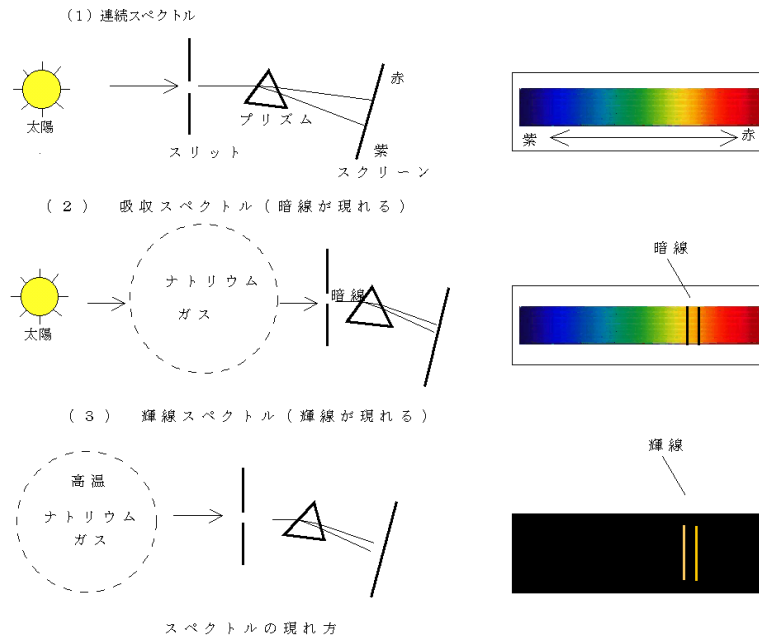 (1)連続スペクトル
太陽
スリット
プリズム
赤
紫
スクリーン
紫
赤
(2) 吸収スペクトル(暗線が現れる)
太陽
ナトリウム
ガス
暗線
暗線
(3) 輝線スペクトル(輝線が現れる)
高温
ナトリウム
ガス
輝線
スペクトルの現れ方